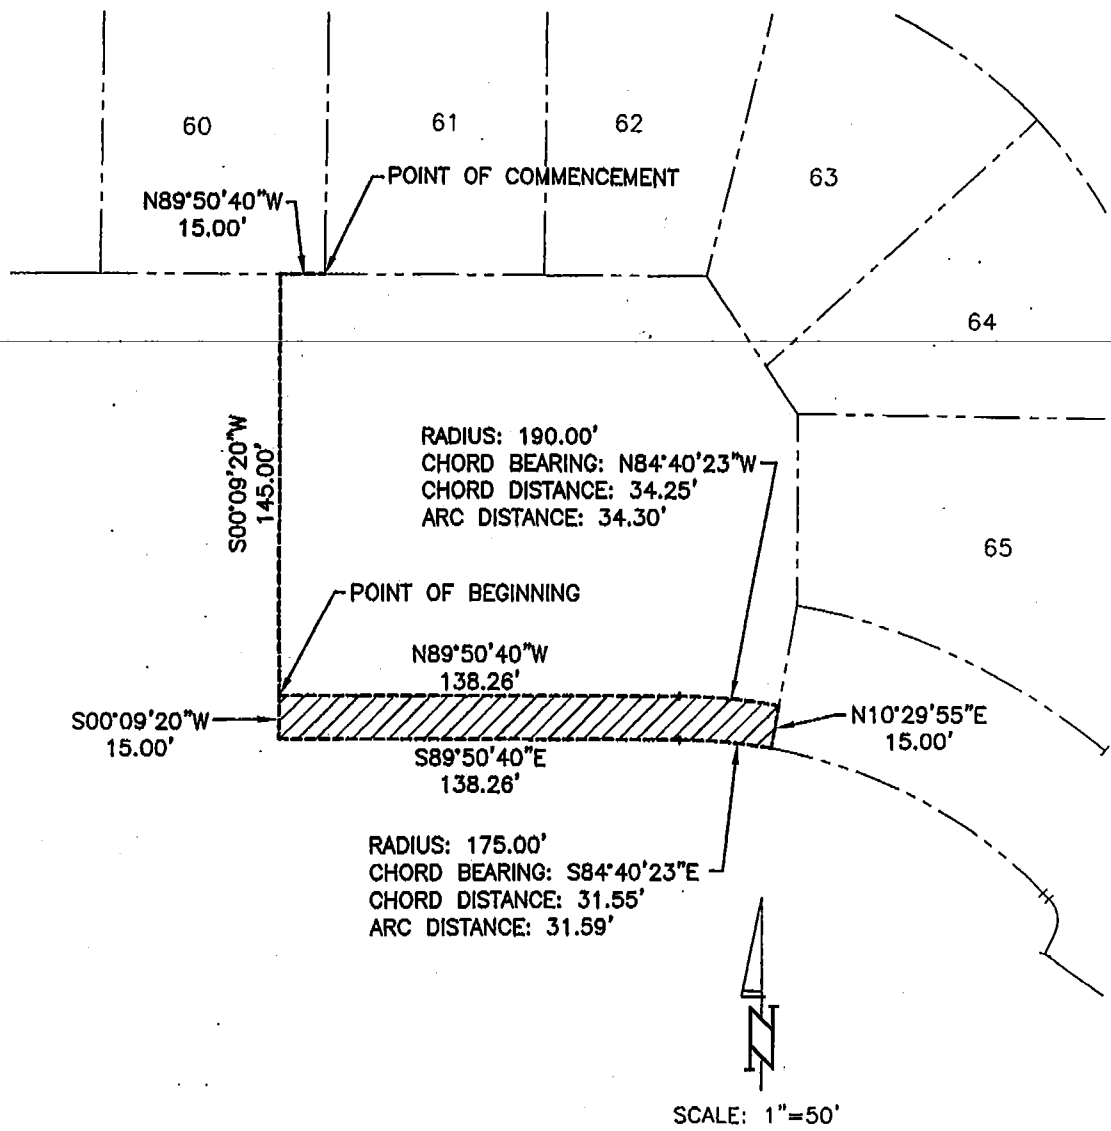 60
61
62
63
POINT OF COMMENCEMENT
N89°50'40"W
15.00'
64
S00°09'20"W
145.00'
RADIUS: 190.00'
CHORD BEARING: N84°40'23"W
CHORD DISTANCE: 34.25'
ARC DISTANCE: 34.30'
65
POINT OF BEGINNING
N89°50'40"W
138.26'
S00°09'20"W
15.00'
N10°29'55"E
15.00'
S89°50'40"E
138.26'
RADIUS: 175.00'
CHORD BEARING: S84°40'23"E
CHORD DISTANCE: 31.55'
ARC DISTANCE: 31.59'
N
SCALE: 1"=50'